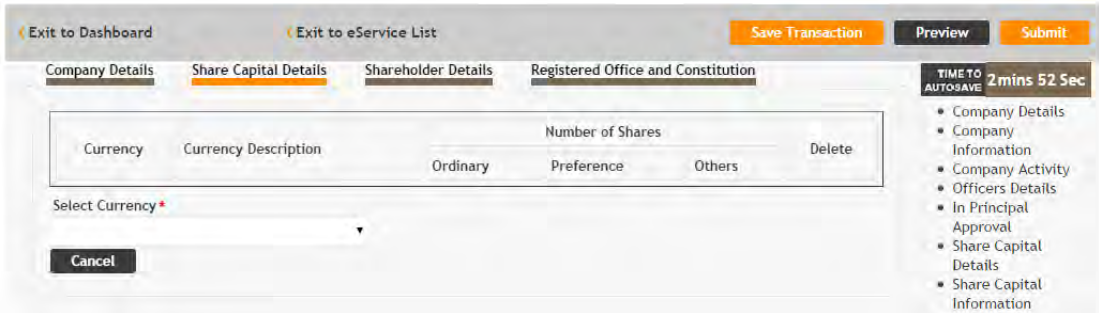 Exit to Dashboard
Exit to eService List
Save Transaction
Preview
Submit
Company Details
Share Capital Details
Shareholder Details
Registered Office and Constitution
TIME TO
AUTOSAVE
2mins 52 Sec
Currency
Currency Description
Number of Shares
Ordinary
Preference
Others
Delete
Select Currency*
Cancel
Company Details
Company
Information
Company Activity
Officers Details
In Principal
Approval
Share Capital
Details
Share Capital
Information